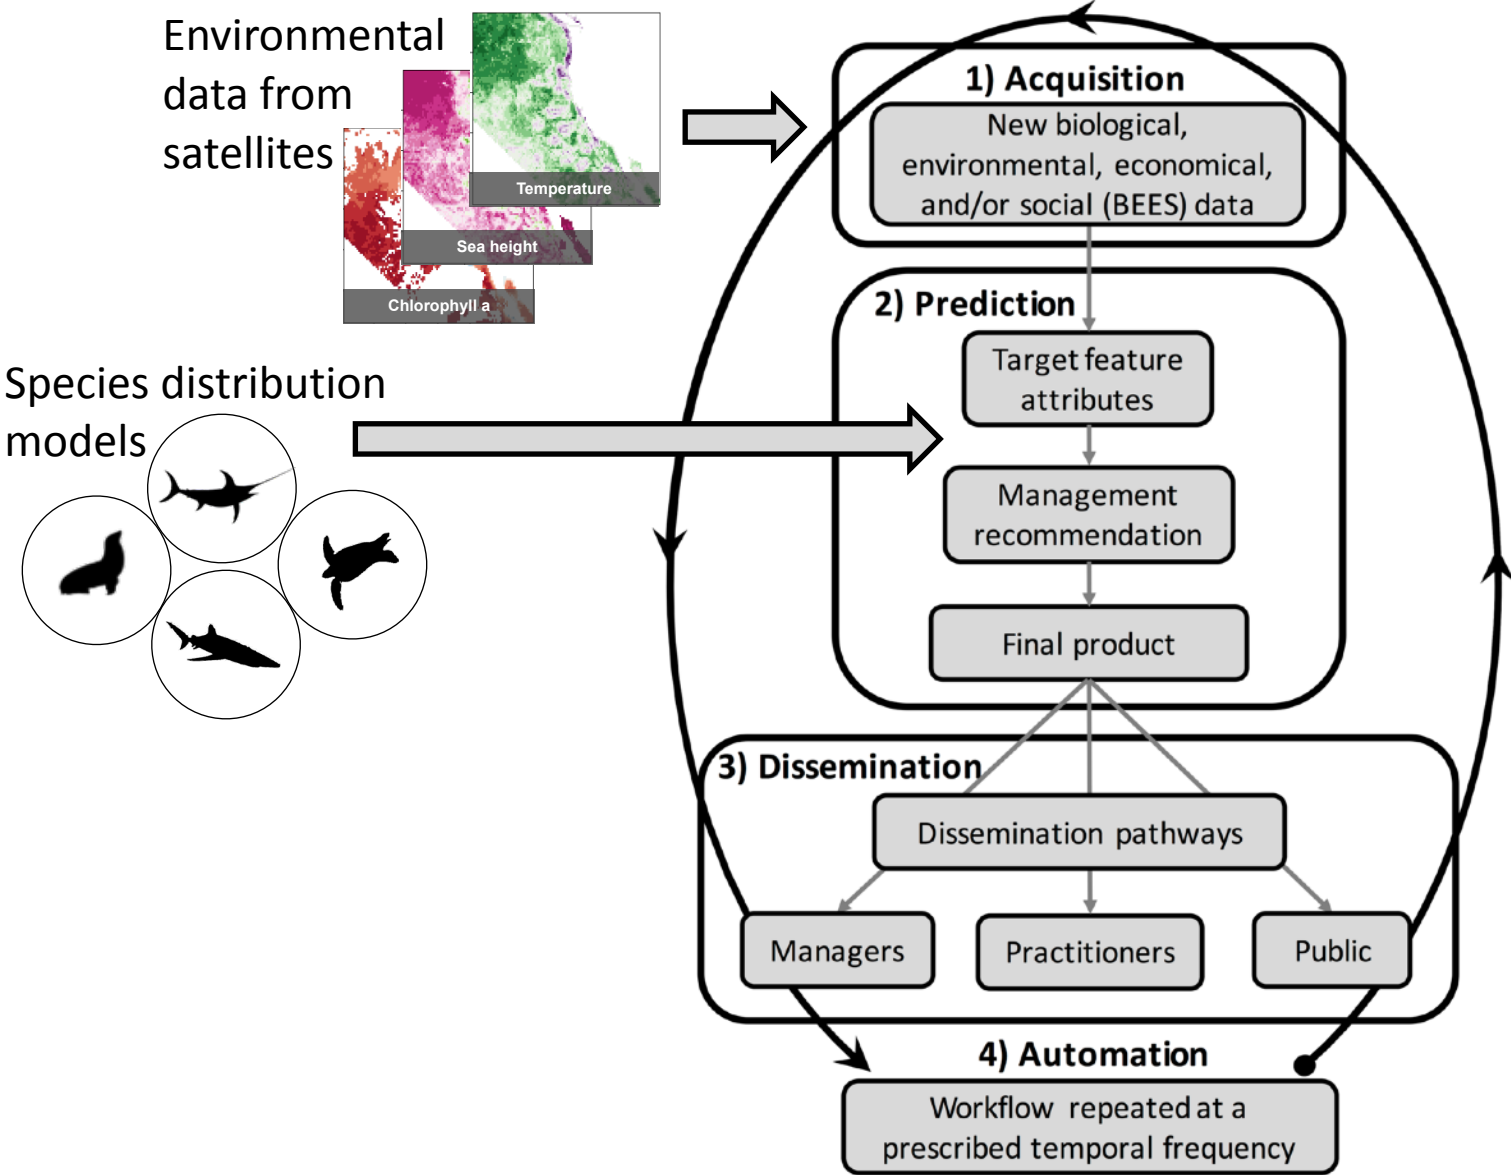 Environmental
data from
satellites
Temperature
Sea height
Chlorophyll a
Species distribution
models
1) Acquisition
New biological,
environmental, economical,
and/or social (BEES) data
2) Prediction
Target feature
attributes
Management
recommendation
Final product
3) Dissemination
Dissemination pathways
Managers
Practitioners
Public
4) Automation
Workflow repeated at a
prescribed temporal frequency